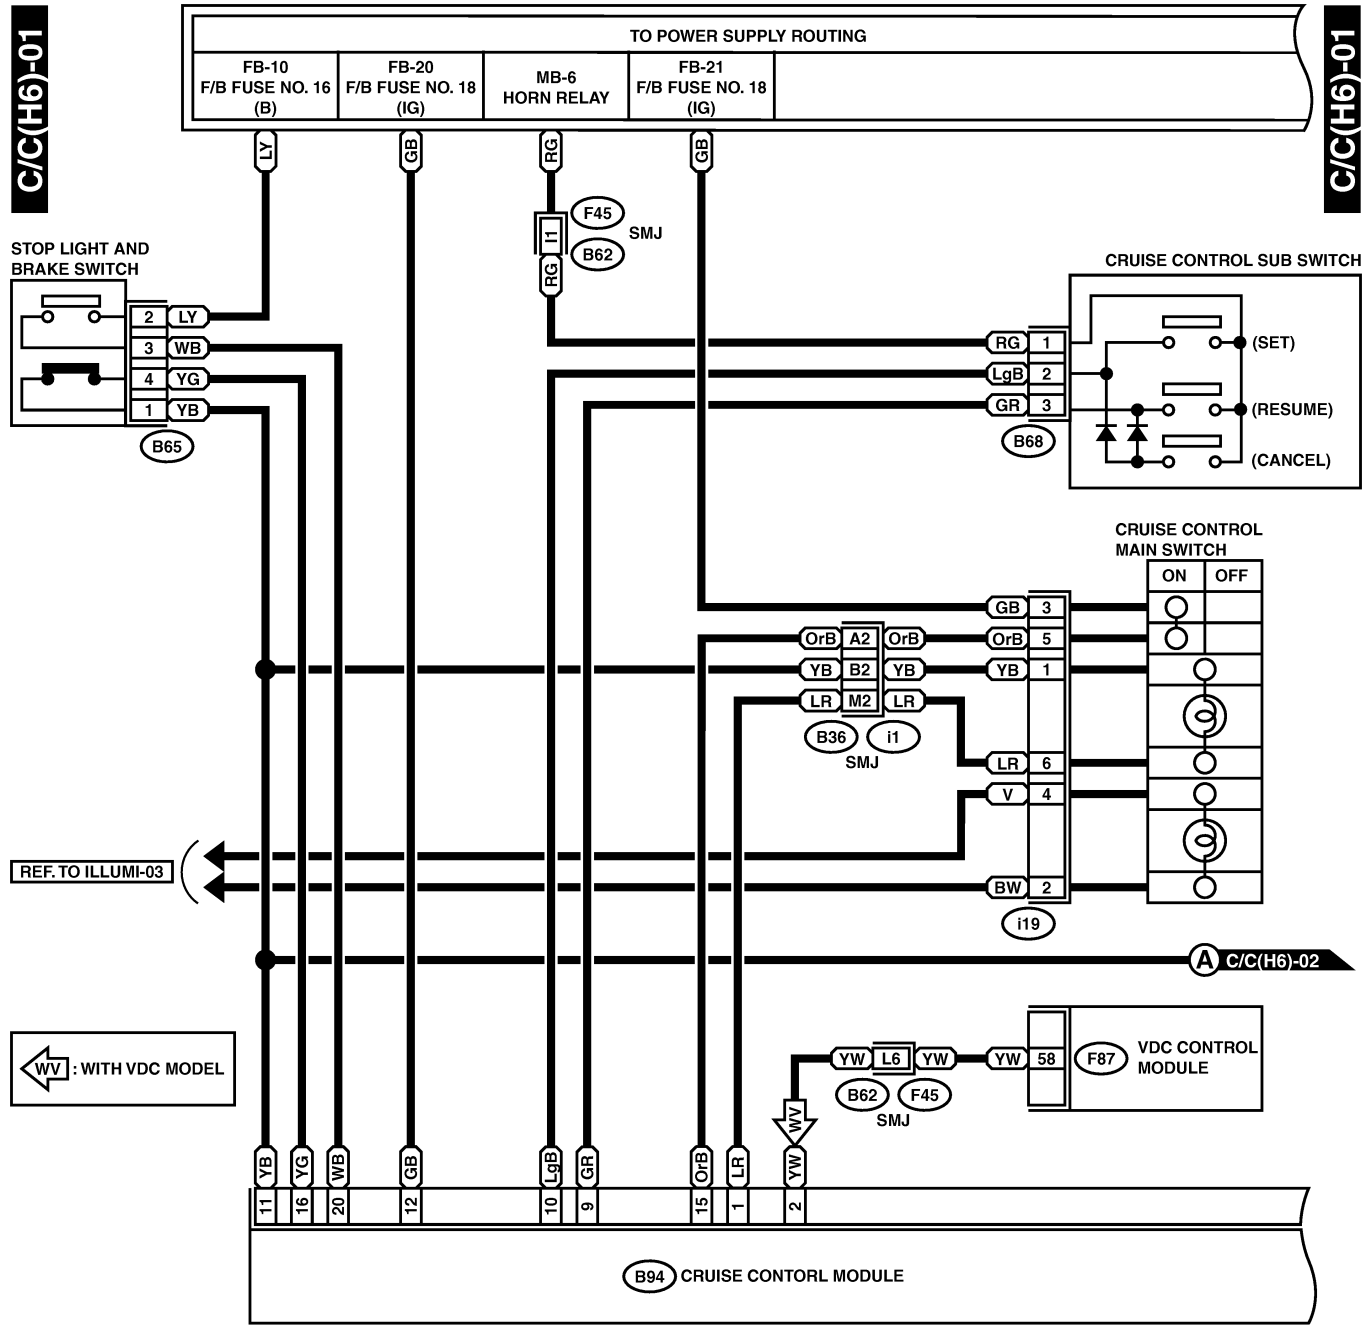 C/C(H6)-01
C/C(H6)-01
TO POWER SUPPLY ROUTING
FB-10
F/B FUSE NO. 16
(B)
FB-20
F/B FUSE NO. 18
(IG)
MB-6
HORN RELAY
FB-21
F/B FUSE NO. 18
(IG)
LY
GB
RG
GB
I1
F45
SMJ
B62
RG
STOP LIGHT AND
BRAKE SWITCH
2 LY
3 WB
4 YG
1 YB
B65
CRUISE CONTROL SUB SWITCH
RG 1
LgB 2
GR 3
B68
(SET)
(RESUME)
(CANCEL)
CRUISE CONTROL
MAIN SWITCH
ON OFF
GB 3
OrB A2 OrB OrB 5
YB B2 YB YB 1
LR M2 LR
B36 i1
SMJ
LR 6
V 4
REF. TO ILLUMI-03
BW 2
i19
A C/C(H6)-02
WV : WITH VDC MODEL
YW L6 YW YW 58
F87
VDC CONTROL
MODULE
B62 F45
SMJ
WV
YB YG WB GB LgB GR OrB LR YW
11 16 20 12 10 9 15 1 2
B94 CRUISE CONTORL MODULE